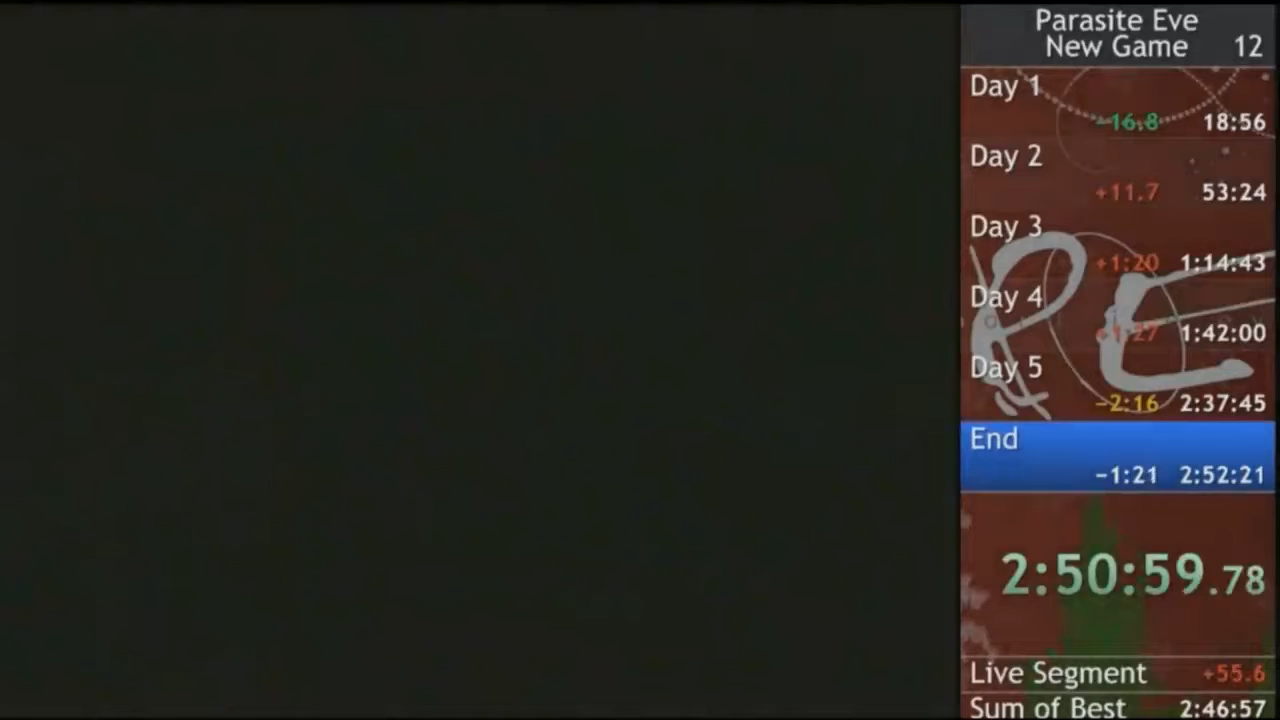 Parasite Eve
New Game 12
Day 1
-16.8 18:56
Day 2
+11.7 53:24
Day 3
+1:20 1:14:43
Day 4
+1:27 1:42:00
Day 5
-2:16 2:37:45
End
-1:21 2:52:21
2:50:59.78
Live Segment +55.6
Sum of Best 2:46:57